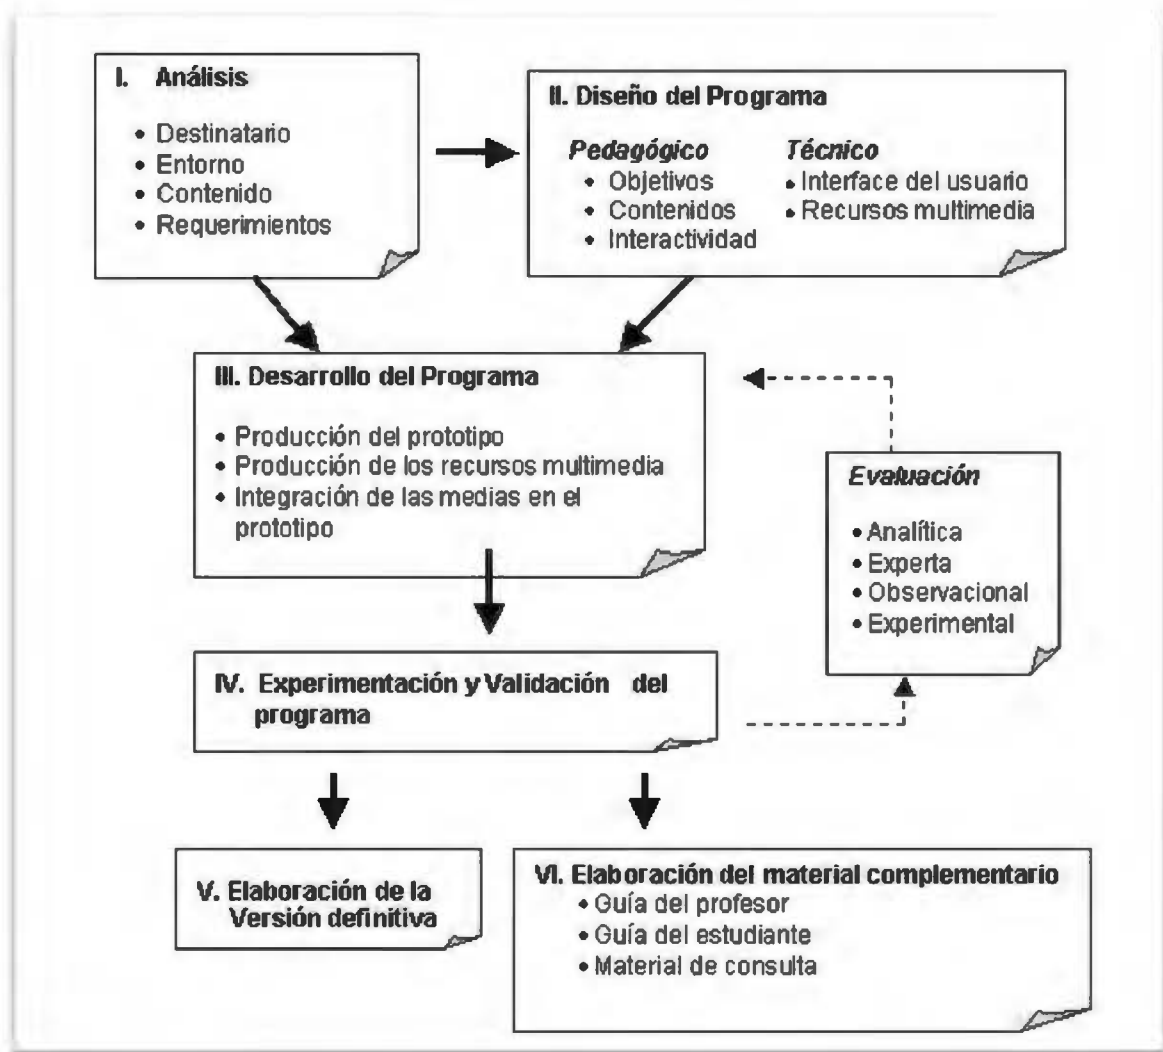 I. Análisis
• Destinatario
• Entorno
• Contenido
• Requerimientos
II. Diseño del Programa
Pedagógico
• Objetivos
• Contenidos
• Interactividad
Técnico
• Interface del usuario
• Recursos multimedia
III. Desarrollo del Programa
• Producción del prototipo
• Producción de los recursos multimedia
• Integración de las medias en el
prototipo
Evaluación
• Analítica
• Experta
• Observacional
• Experimental
IV. Experimentación y Validación del
programa
V. Elaboración de la
Versión definitiva
VI. Elaboración del material complementario
• Guía del profesor
• Guía del estudiante
• Material de consulta